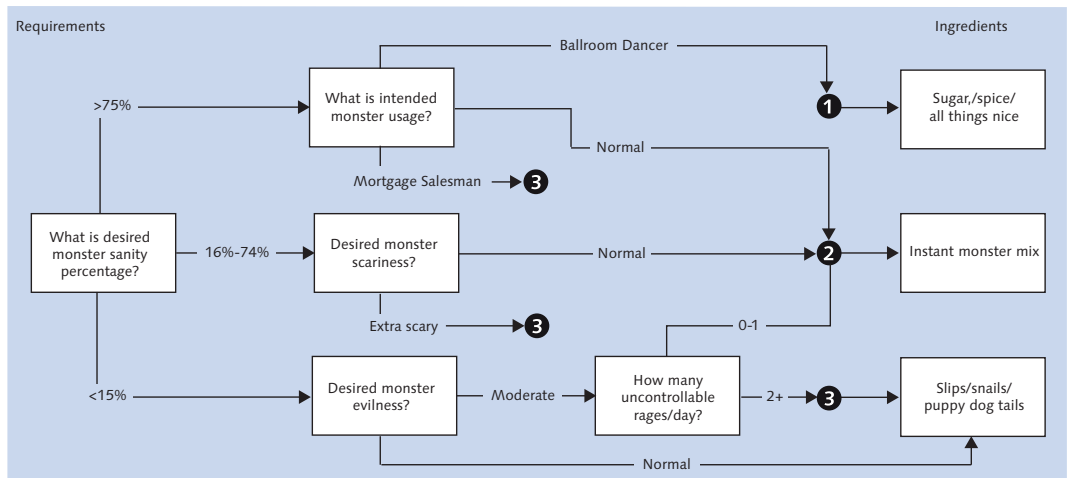 Requirements
Ingredients
Ballroom Dancer
>75%
What is intended
monster usage?
1
Sugar,/spice/
all things nice
Normal
Mortgage Salesman
3
What is desired
monster sanity
percentage?
16%-74%
Desired monster
scariness?
Normal
2
Instant monster mix
Extra scary
3
0-1
<15%
Desired monster
evilness?
Moderate
How many
uncontrollable
rages/day?
2+
3
Slips/snails/
puppy dog tails
Normal